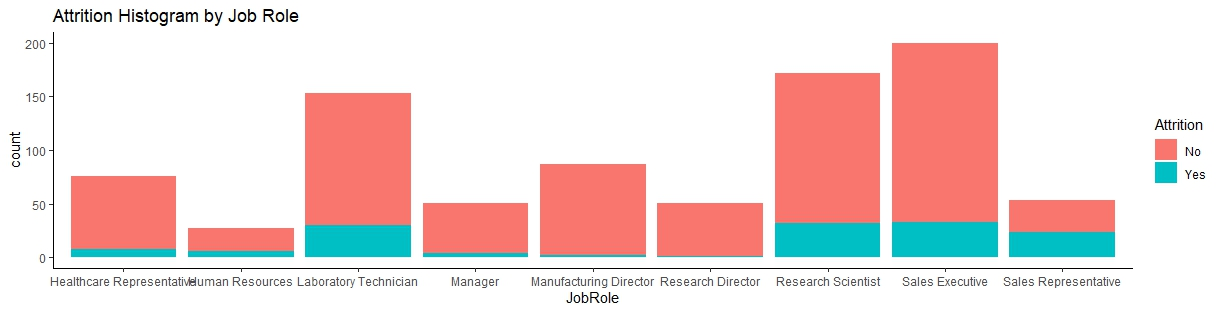 Attrition Histogram by Job Role
200
150
100
50
0
count
Healthcare Representative Human Resources Laboratory Technician Manager Manufacturing Director Research Director Research Scientist Sales Executive Sales Representative
JobRole
Attrition
No
Yes